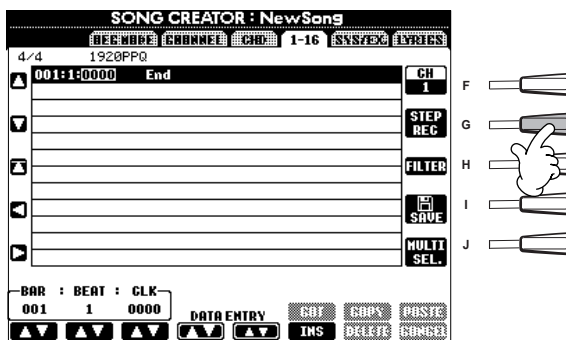 SONG CREATOR : NewSong
REC MODE CHANNEL CHD 1-16 SYS/EX. LYRICS
4/4 1920PPQ
001:1:0000 End
CH
1
F
STEP
REC
G
FILTER
H
SAVE
I
MULTI
SEL.
J
BAR : BEAT : CLK
001 1 0000
DATA ENTRY
CUT COPY PASTE
INS DELETE CANCEL